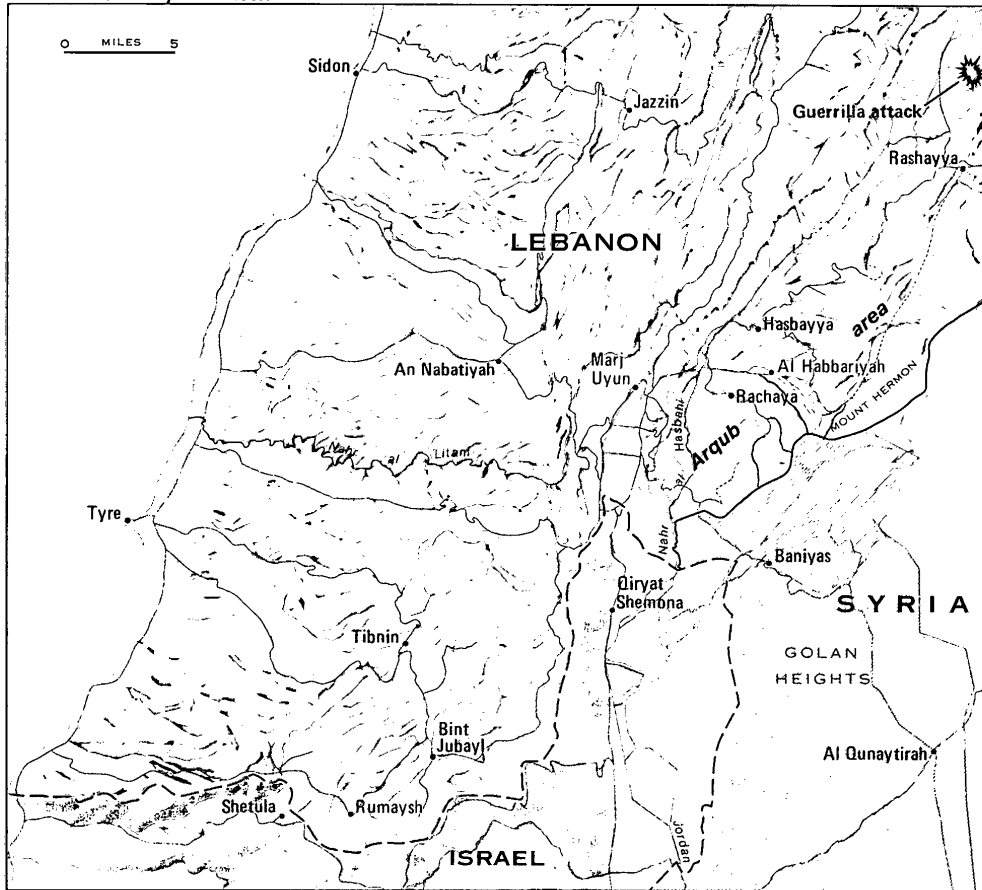 0 MILES 5
Sidon
Jazzin
Guerrilla attack
Rashayya
LEBANON
Hasbayya
area
An Nabatiyah
Marj
Uyun
Al Habbariyah
Rachaya
MOUNT HERMON
Hasbani
Arqub
Nahr al Litani
Tyre
Nahr
Baniyas
Qiryat
Shemona
SYRIA
Tibnin
GOLAN
HEIGHTS
Bint
Jubayl
Al Qunaytirah
Shetula
Rumaysh
Jordan
ISRAEL